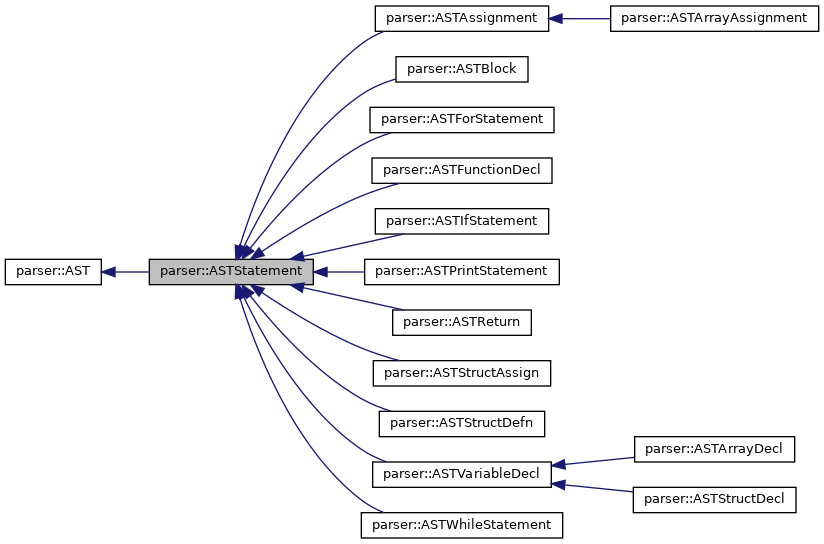 parser::ASTAssignment
parser::ASTArrayAssignment
parser::ASTBlock
parser::ASTForStatement
parser::ASTFunctionDecl
parser::ASTIfStatement
parser::AST
parser::ASTStatement
parser::ASTPrintStatement
parser::ASTReturn
parser::ASTStructAssign
parser::ASTStructDefn
parser::ASTArrayDecl
parser::ASTVariableDecl
parser::ASTStructDecl
parser::ASTWhileStatement